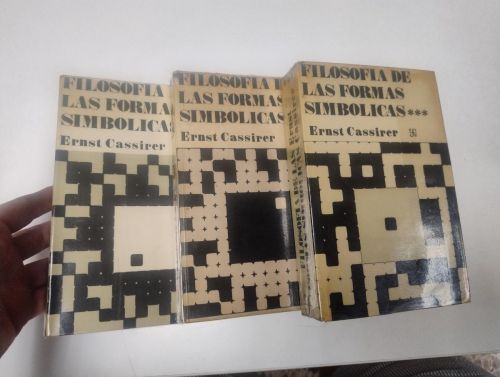 FILOSOFIA
LAS FORMAS
SIMBOLICAS
Ernst Cassirer
FILOSOFIA
LAS FORMAS
SIMBOLICAS
Ernst Cassirer
FILOSOFIA DE
LAS FORMAS
SIMBOLICAS***
Ernst Cassirer